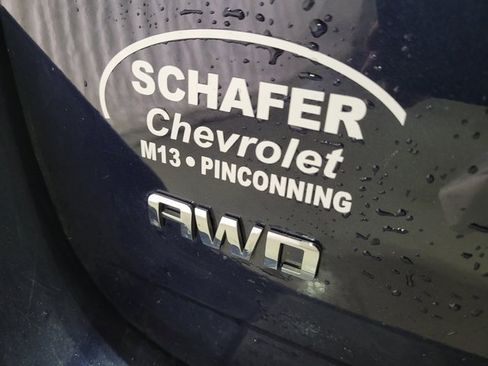 SCHAFER
Chevrolet
M13 • PINCONNING
AWD